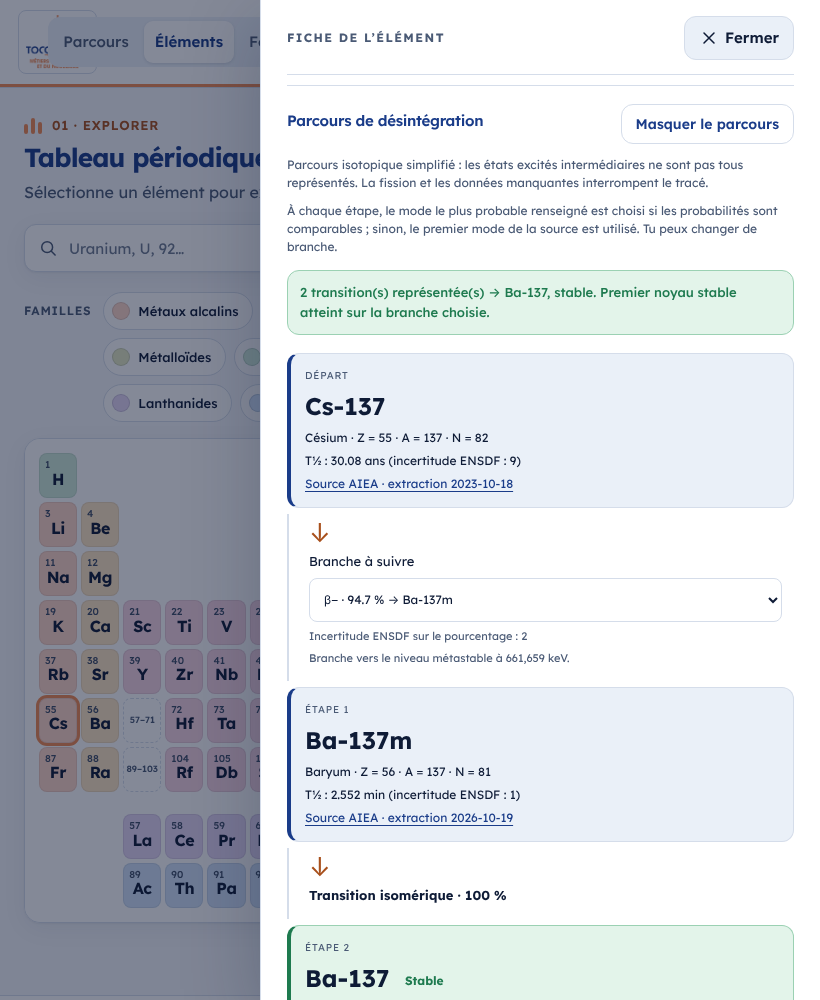 Parcours
Éléments
01 · EXPLORER
Tableau périodique
Sélectionne un élément pour e
Uranium, U, 92…
FAMILLES
Métaux alcalins
Métalloïdes
Lanthanides
1
H
3
Li
4
Be
11
Na
12
Mg
19
K
20
Ca
21
Sc
22
Ti
23
V
37
Rb
38
Sr
39
Y
40
Zr
41
Nb
55
Cs
56
Ba
57–71
72
Hf
73
Ta
87
Fr
88
Ra
89–103
104
Rf
105
Db
57
La
58
Ce
59
Pr
89
Ac
90
Th
91
Pa
FICHE DE L’ÉLÉMENT
Fermer
Parcours de désintégration
Masquer le parcours
Parcours isotopique simplifié : les états excités intermédiaires ne sont pas tous
représentés. La fission et les données manquantes interrompent le tracé.
À chaque étape, le mode le plus probable renseigné est choisi si les probabilités sont
comparables ; sinon, le premier mode de la source est utilisé. Tu peux changer de
branche.
2 transition(s) représentée(s) → Ba-137, stable. Premier noyau stable
atteint sur la branche choisie.
DÉPART
Cs-137
Césium · Z = 55 · A = 137 · N = 82
T½ : 30.08 ans (incertitude ENSDF : 9)
Source AIEA · extraction 2023-10-18
Branche à suivre
β− · 94.7 % → Ba-137m
Incertitude ENSDF sur le pourcentage : 2
Branche vers le niveau métastable à 661,659 keV.
ÉTAPE 1
Ba-137m
Baryum · Z = 56 · A = 137 · N = 81
T½ : 2.552 min (incertitude ENSDF : 1)
Source AIEA · extraction 2026-10-19
Transition isomérique · 100 %
ÉTAPE 2
Ba-137 Stable